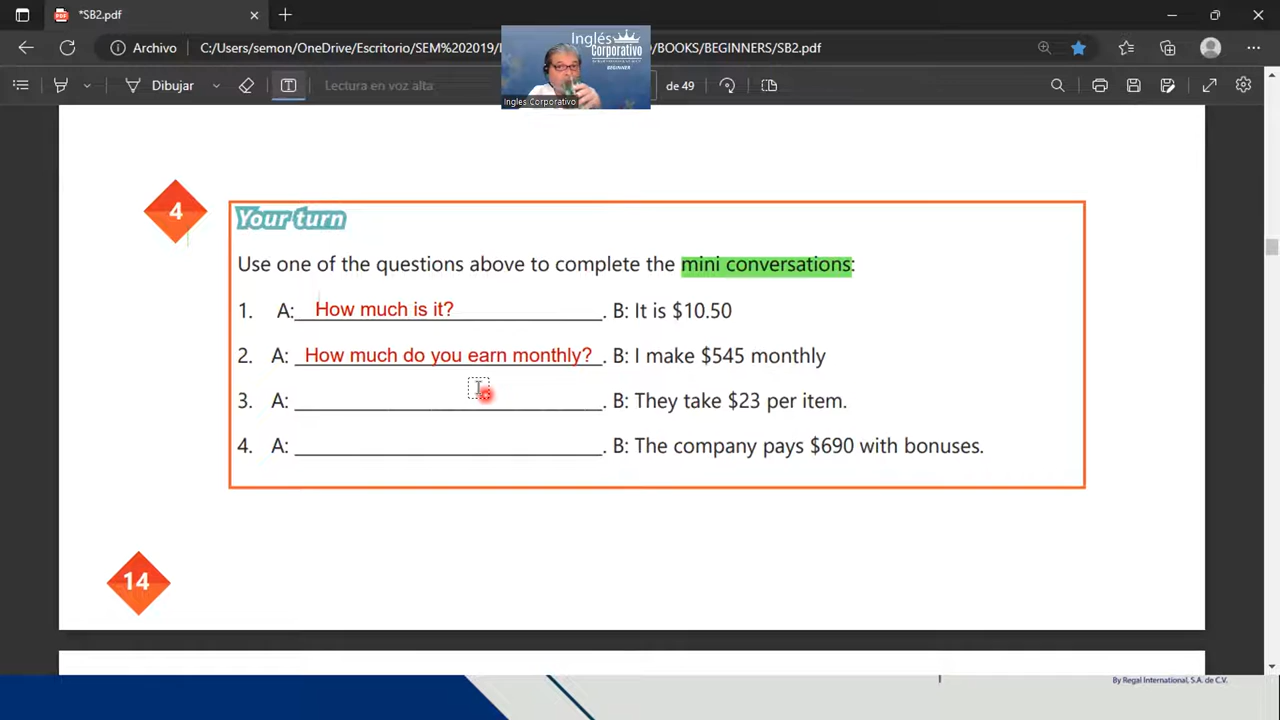 *SB2.pdf
Archivo
C:/Users/semon/OneDrive/Escritorio/SEM%202019/
/BOOKS/BEGINNERS/SB2.pdf
Inglés
Corporativo
BEGINNER
Ingles Corporativo
Dibujar
Lectura en voz alta
de 49
4
Your turn
Use one of the questions above to complete the mini conversations:
1. A: How much is it? . B: It is $10.50
2. A: How much do you earn monthly? . B: I make $545 monthly
3. A: ______________________________. B: They take $23 per item.
4. A: ______________________________. B: The company pays $690 with bonuses.
14
By Regal International, S.A. de C.V.